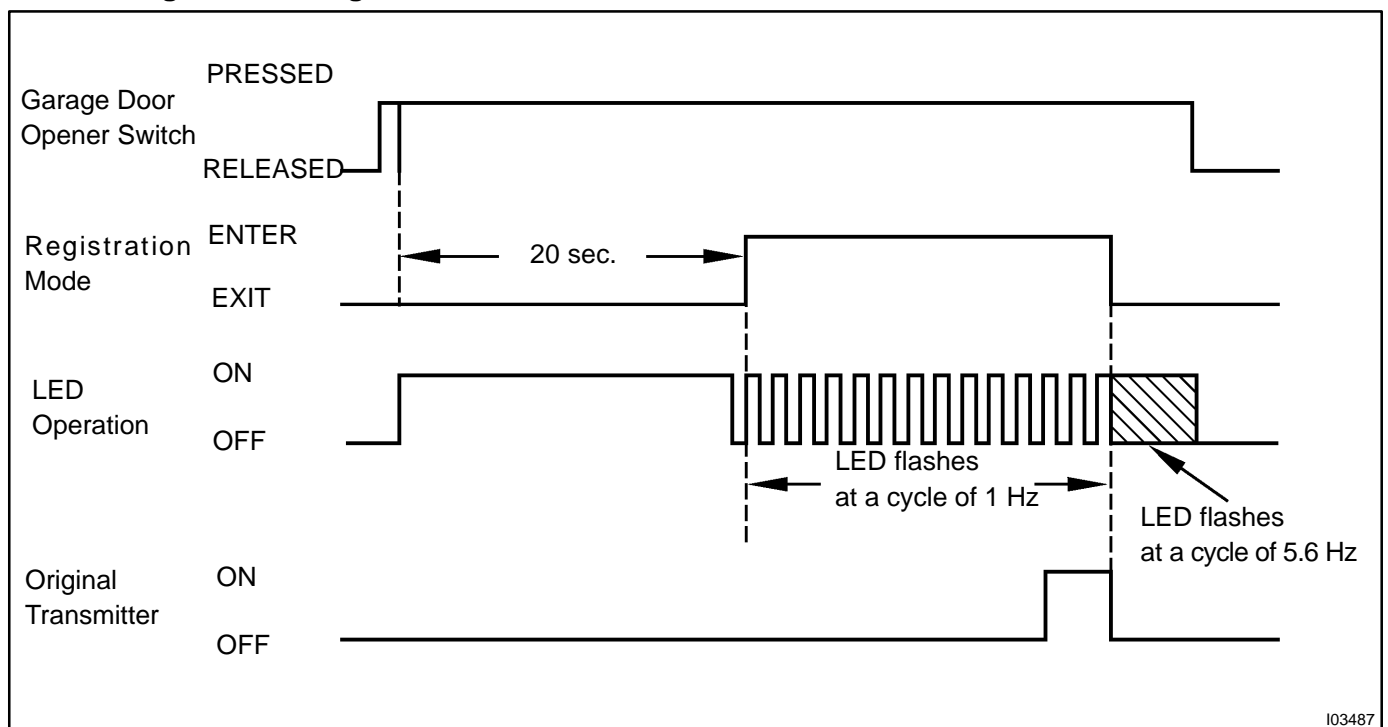 PRESSED
Garage Door
Opener Switch
RELEASED
Registration
Mode
ENTER
20 sec.
EXIT
LED
Operation
ON
OFF
LED flashes
at a cycle of 1 Hz
LED flashes
at a cycle of 5.6 Hz
Original
Transmitter
ON
OFF
I03487